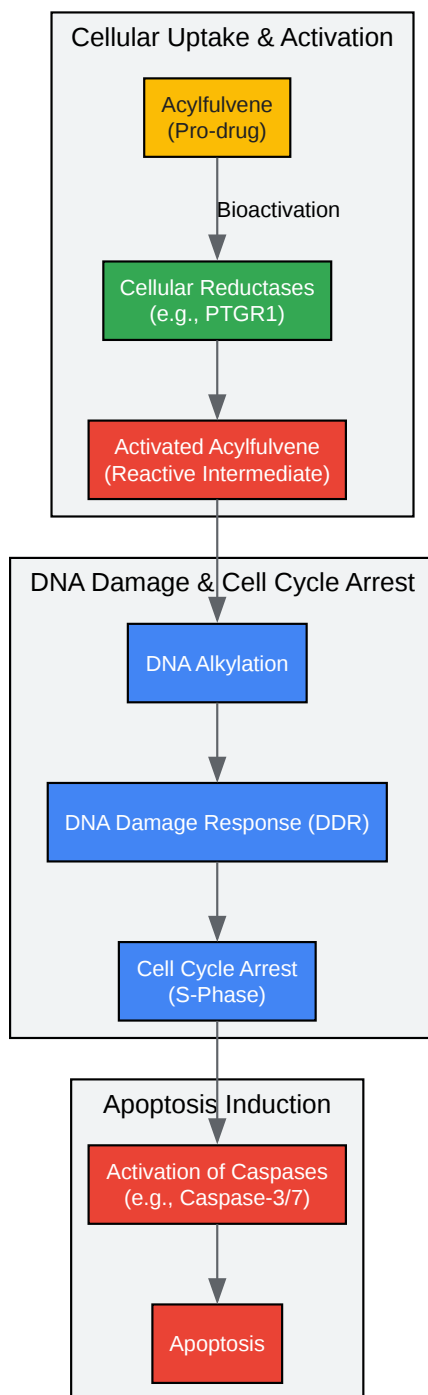 Cellular Uptake & Activation
Acylfulvene
(Pro-drug)
Bioactivation
Cellular Reductases
(e.g., PTGR1)
Activated Acylfulvene
(Reactive Intermediate)
DNA Damage & Cell Cycle Arrest
DNA Alkylation
DNA Damage Response (DDR)
Cell Cycle Arrest
(S-Phase)
Apoptosis Induction
Activation of Caspases
(e.g., Caspase-3/7)
Apoptosis